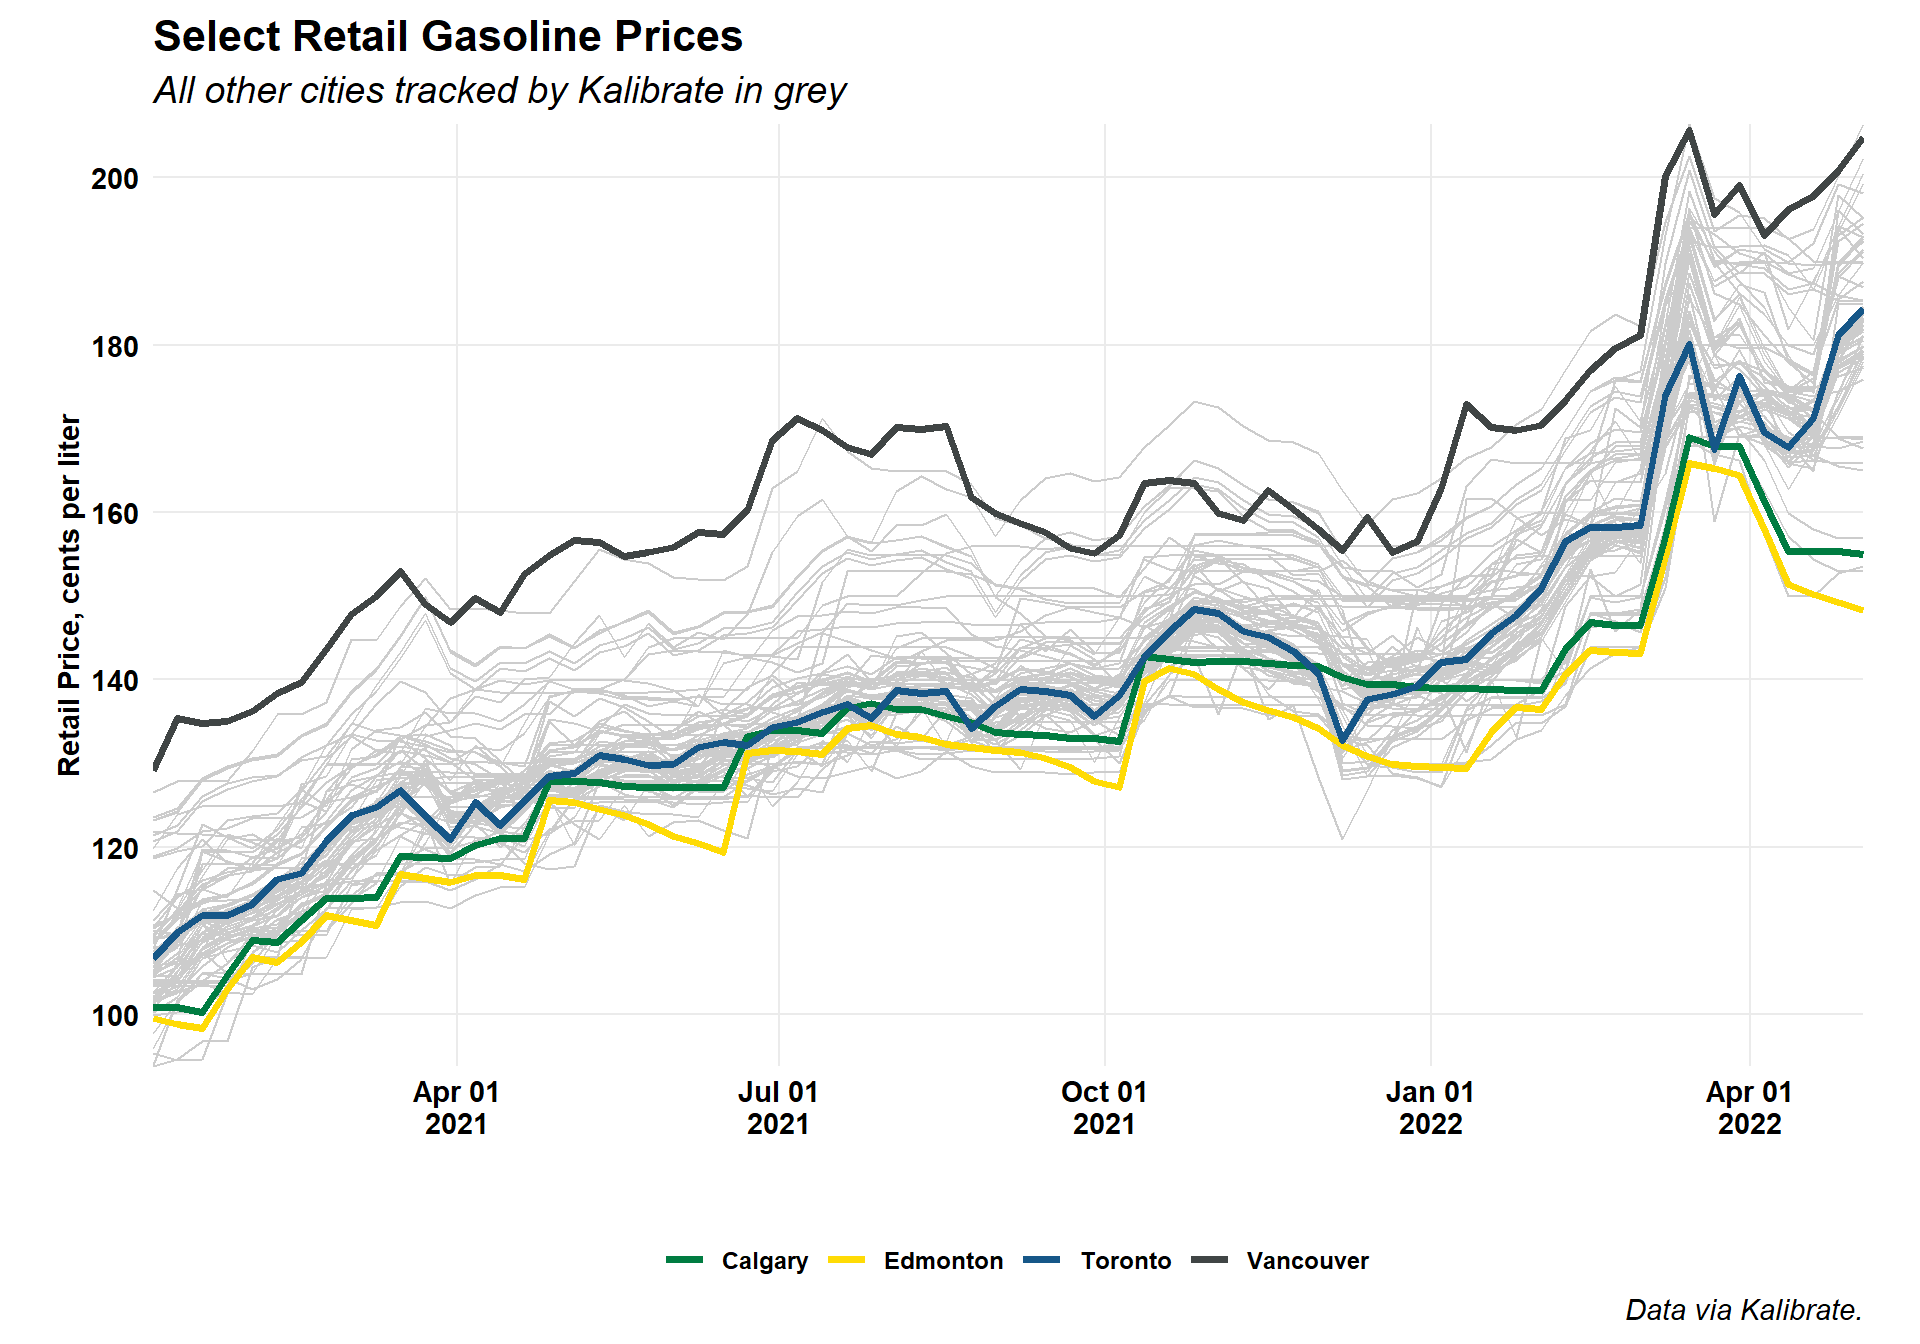 Select Retail Gasoline Prices
All other cities tracked by Kalibrate in grey
Retail Price, cents per liter
200
180
160
140
120
100
Apr 01
2021
Jul 01
2021
Oct 01
2021
Jan 01
2022
Apr 01
2022
Calgary
Edmonton
Toronto
Vancouver
Data via Kalibrate.